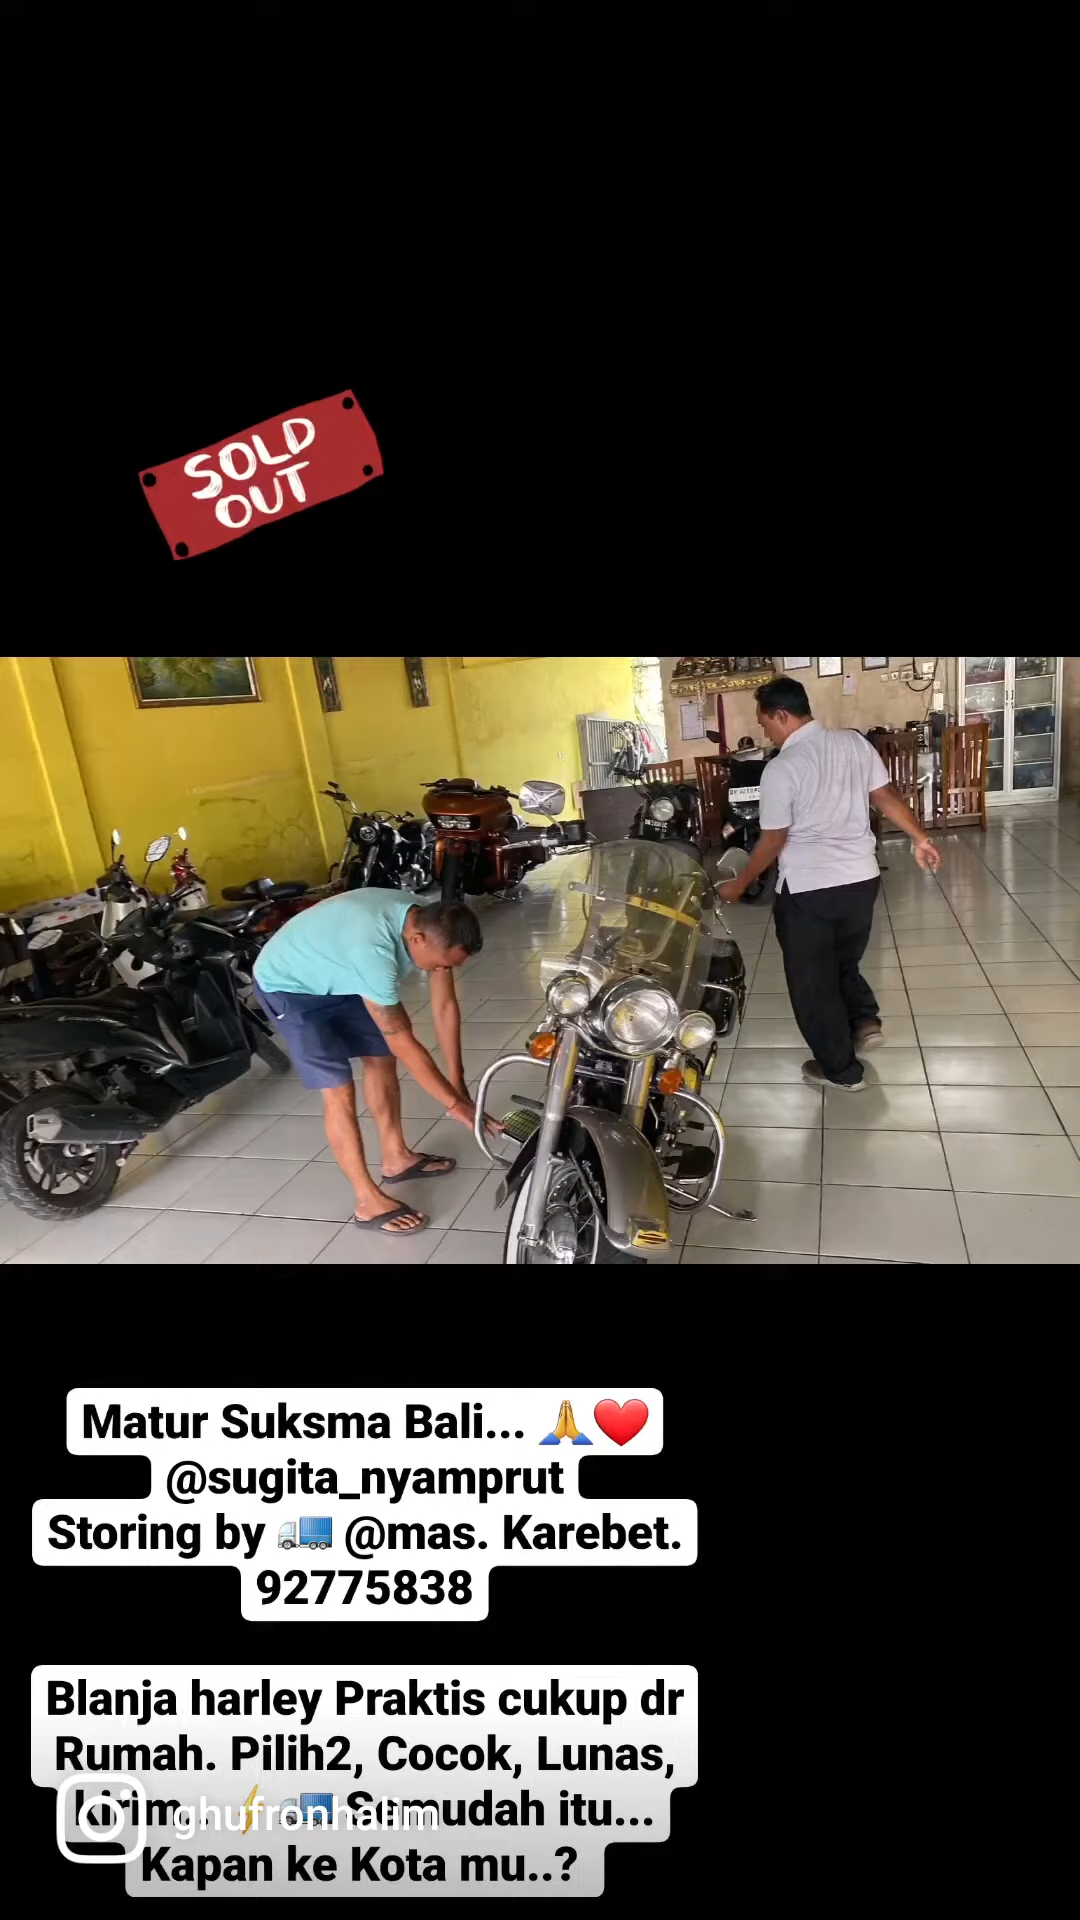 SOLD
OUT
Matur Suksma Bali... 🙏❤️
@sugita_nyamprut
Storing by 🚛 @mas. Karebet.
92775838
Blanja harley Praktis cukup dr
Rumah. Pilih2, Cocok, Lunas,
kirim.. ⚡🚛 Semudah itu...
ghufronhalim
Kapan ke Kota mu..?